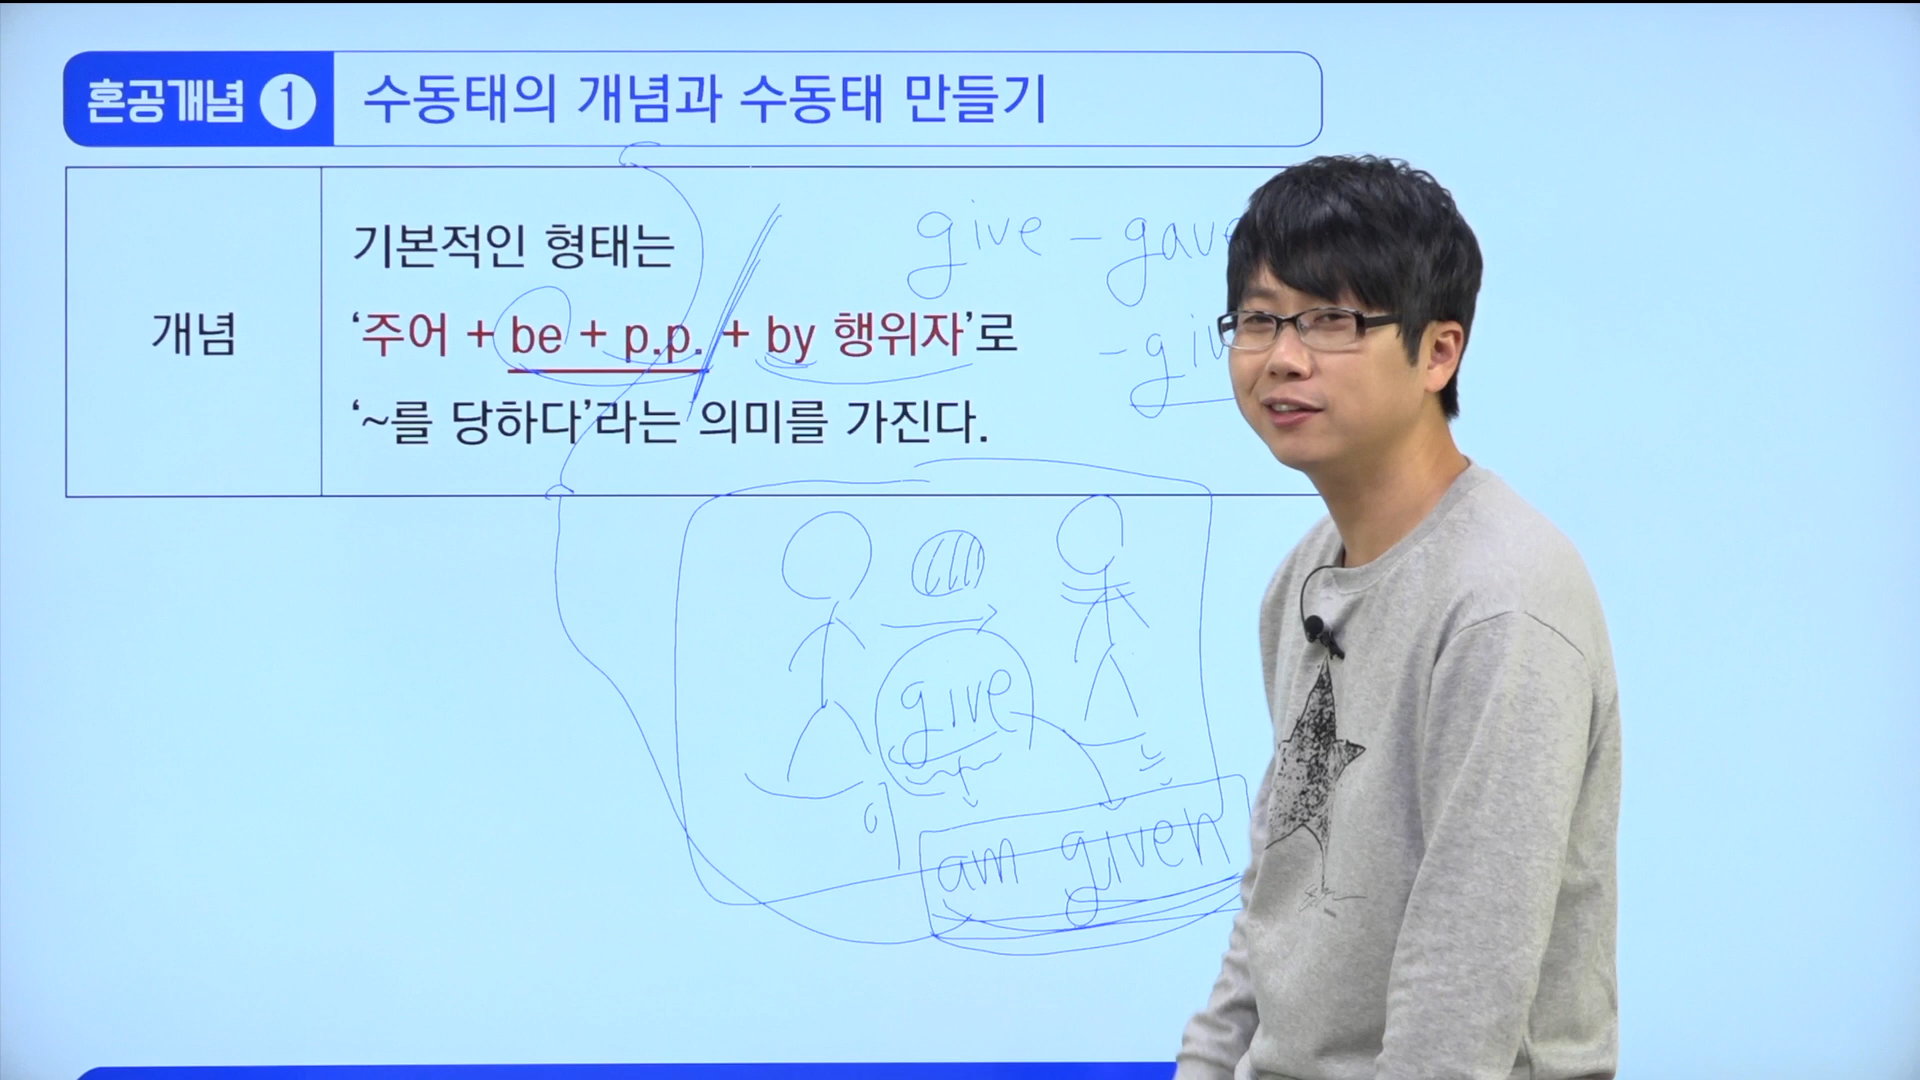 혼공개념 1 수동태의 개념과 수동태 만들기
개념
기본적인 형태는
‘주어 + be + p.p. + by 행위자’로
‘~를 당하다’라는 의미를 가진다.
give - gave
give
am given